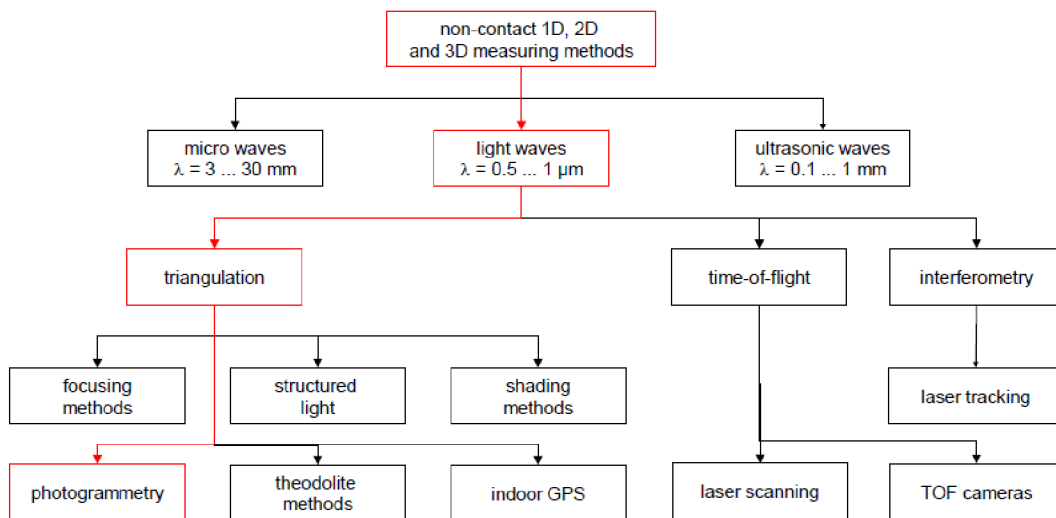 non-contact 1D, 2D
and 3D measuring methods
micro waves
λ = 3 ... 30 mm
light waves
λ = 0.5 ... 1 µm
ultrasonic waves
λ = 0.1 ... 1 mm
triangulation
time-of-flight
interferometry
focusing
methods
structured
light
shading
methods
laser tracking
photogrammetry
theodolite
methods
indoor GPS
laser scanning
TOF cameras